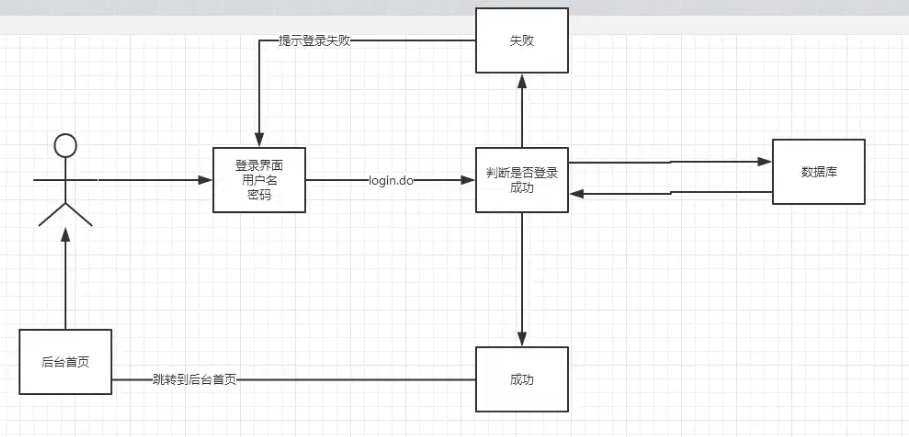 失败
提示登录失败
登录界面
用户名
密码
login.do
判断是否登录
成功
数据库
后台首页
跳转到后台首页
成功